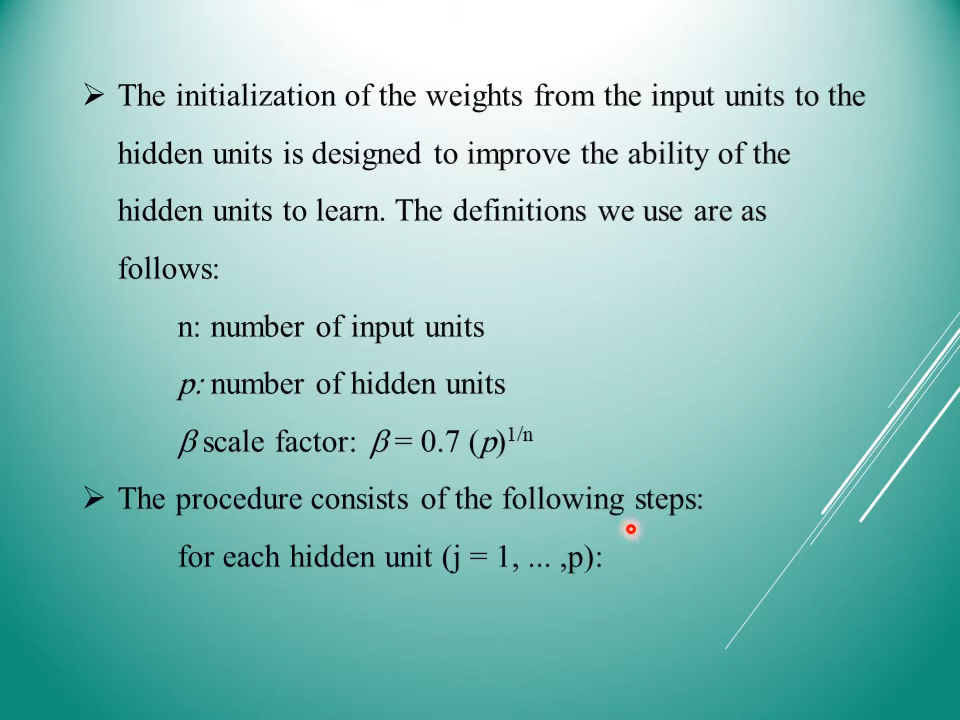 ➢ The initialization of the weights from the input units to the
hidden units is designed to improve the ability of the
hidden units to learn. The definitions we use are as
follows:
n: number of input units
p: number of hidden units
β scale factor: β = 0.7 (p)^1/n
➢ The procedure consists of the following steps:
for each hidden unit (j = 1, ... ,p):